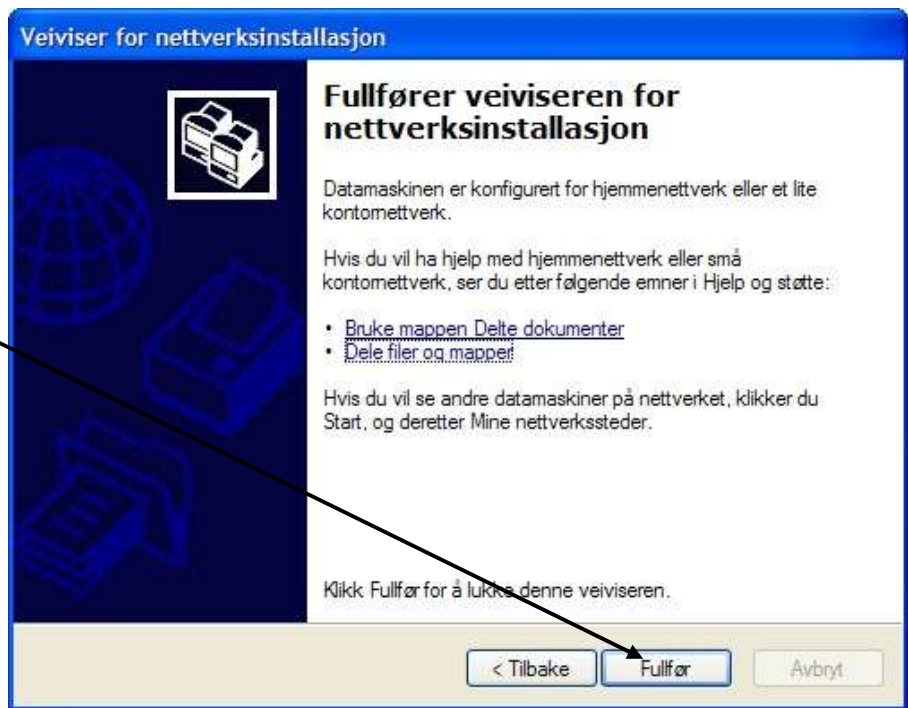 Veiviser for nettverksinstallasjon
Fullfører veiviseren for
nettverksinstallasjon
Datamaskinen er konfigurert for hjemmenettverk eller et lite
kontornettverk.
Hvis du vil ha hjelp med hjemmenettverk eller små
kontornettverk, ser du etter følgende emner i Hjelp og støtte:
• Bruke mappen Delte dokumenter
• Dele filer og mapper
Hvis du vil se andre datamaskiner på nettverket, klikker du
Start, og deretter Mine nettverkssteder.
Klikk Fullfør for å lukke denne veiviseren.
< Tilbake Fullfør Avbryt